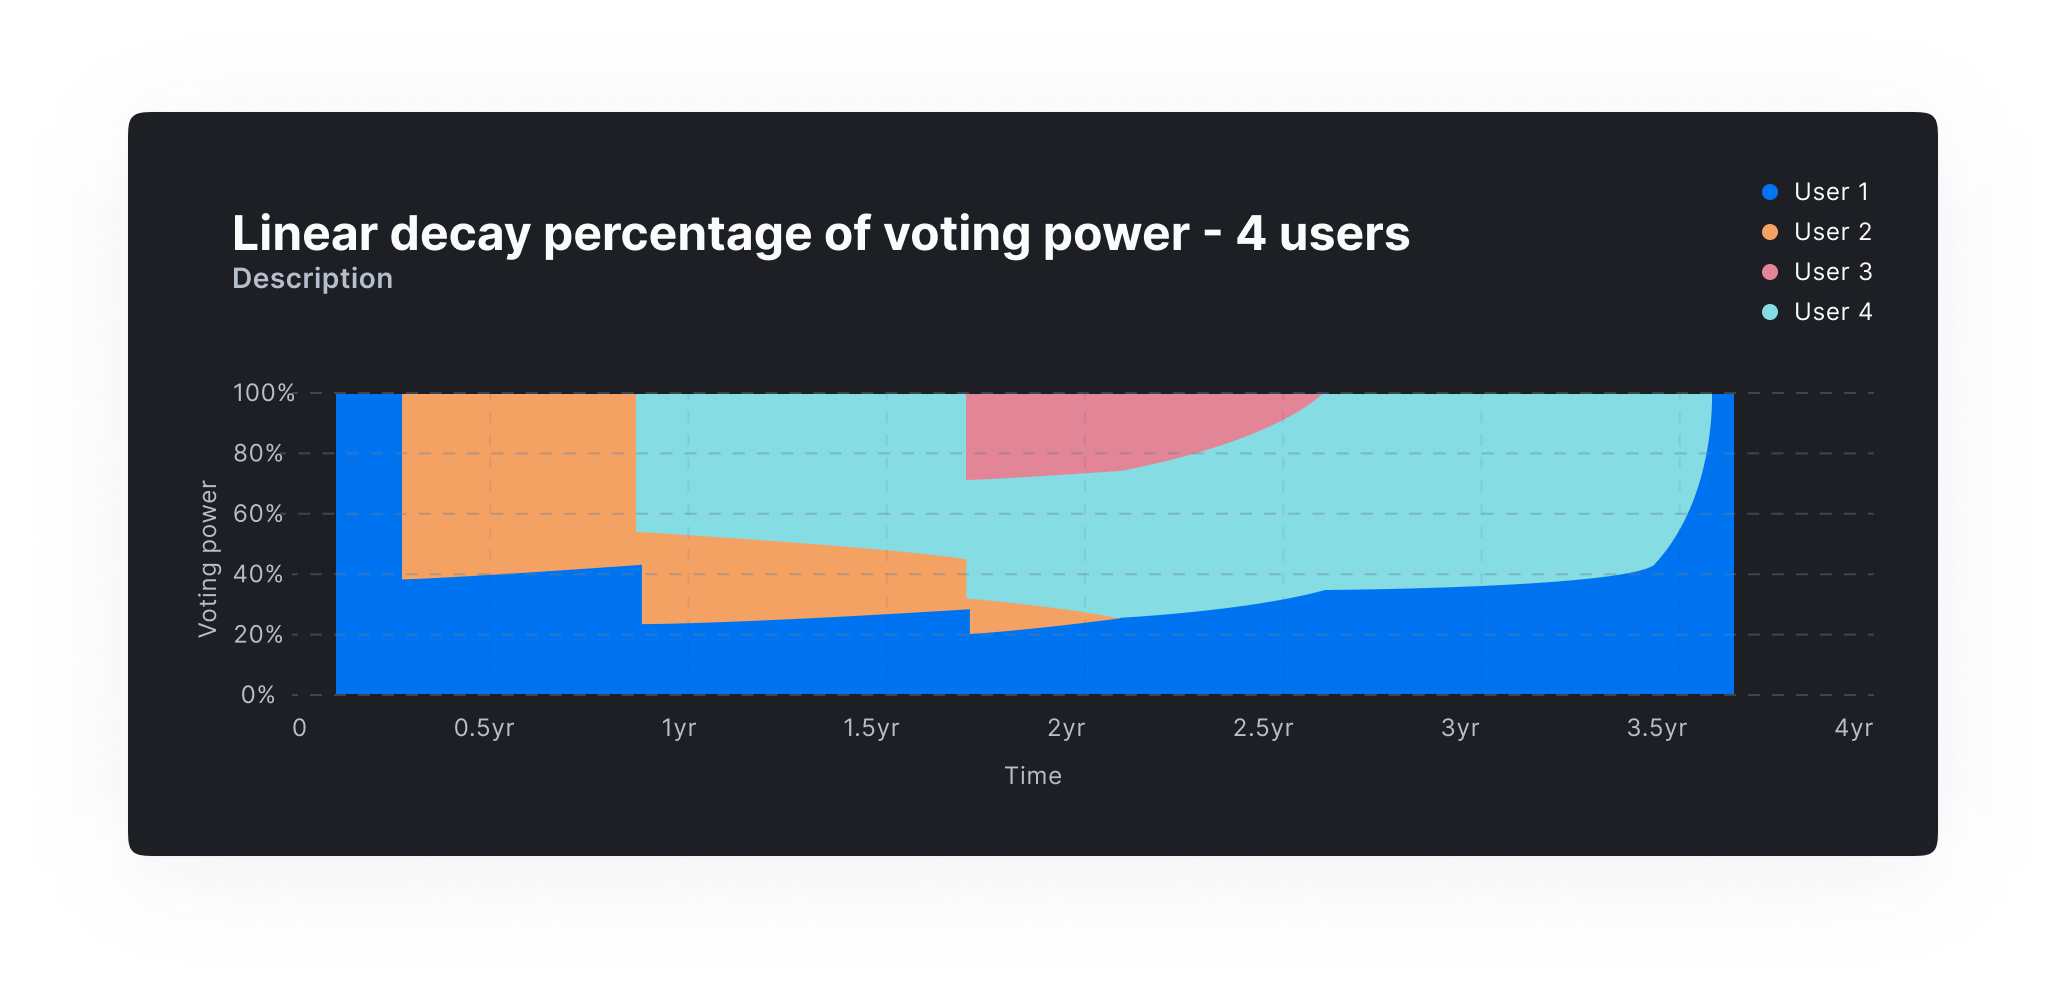 Linear decay percentage of voting power - 4 users
Description
User 1
User 2
User 3
User 4
Voting power
100%
80%
60%
40%
20%
0%
0
0.5yr
1yr
1.5yr
2yr
2.5yr
3yr
3.5yr
4yr
Time